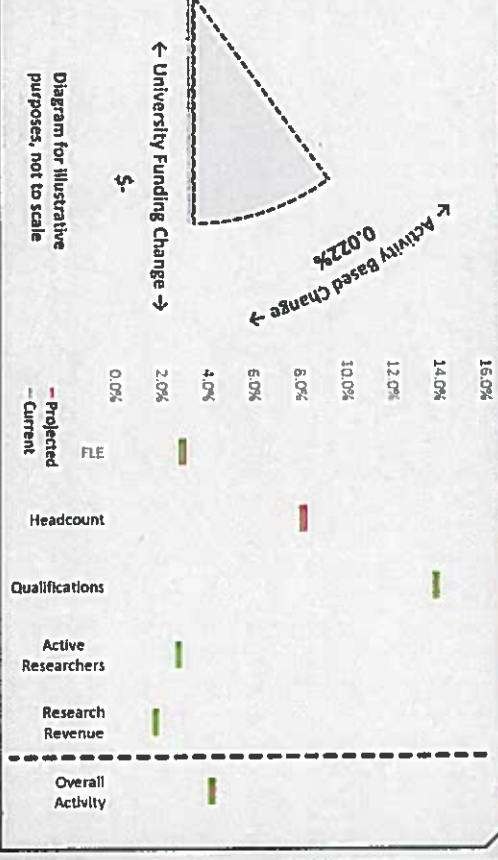 ← University Funding Change →
$-
Diagram for illustrative
purposes, not to scale
↖ Activity Based Change →
0.022%
16.0%
14.0%
12.0%
10.0%
8.0%
6.0%
4.0%
2.0%
0.0%
FLE
Headcount
Qualifications
Active
Researchers
Research
Revenue
Overall
Activity
Projected
Current